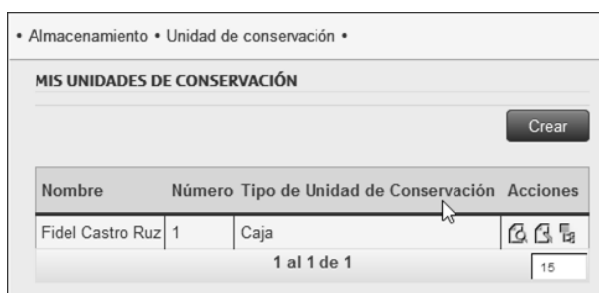 • Almacenamiento • Unidad de conservación •
MIS UNIDADES DE CONSERVACIÓN
Crear
Nombre Número Tipo de Unidad de Conservación Acciones
Fidel Castro Ruz 1 Caja
1 al 1 de 1 15